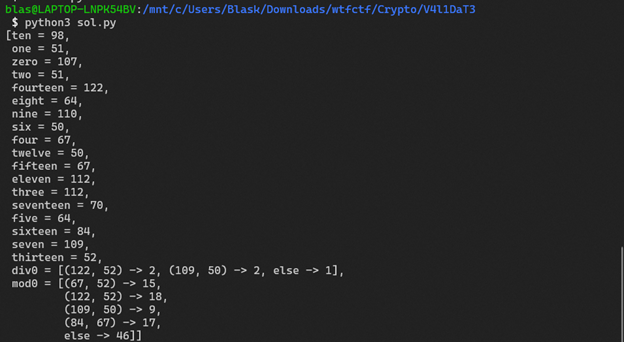 blas@LAPTOP-LNPK54BV:/mnt/c/Users/Blask/Downloads/wtfctf/Crypto/V4l1DaT3
$ python3 sol.py
[ten = 98,
one = 51,
zero = 107,
two = 51,
fourteen = 122,
eight = 64,
nine = 110,
six = 50,
four = 67,
twelve = 50,
fifteen = 67,
eleven = 112,
three = 112,
seventeen = 70,
five = 64,
sixteen = 84,
seven = 109,
thirteen = 52,
div0 = [(122, 52) -> 2, (109, 50) -> 2, else -> 1],
mod0 = [(67, 52) -> 15,
(122, 52) -> 18,
(109, 50) -> 9,
(84, 67) -> 17,
else -> 46]]